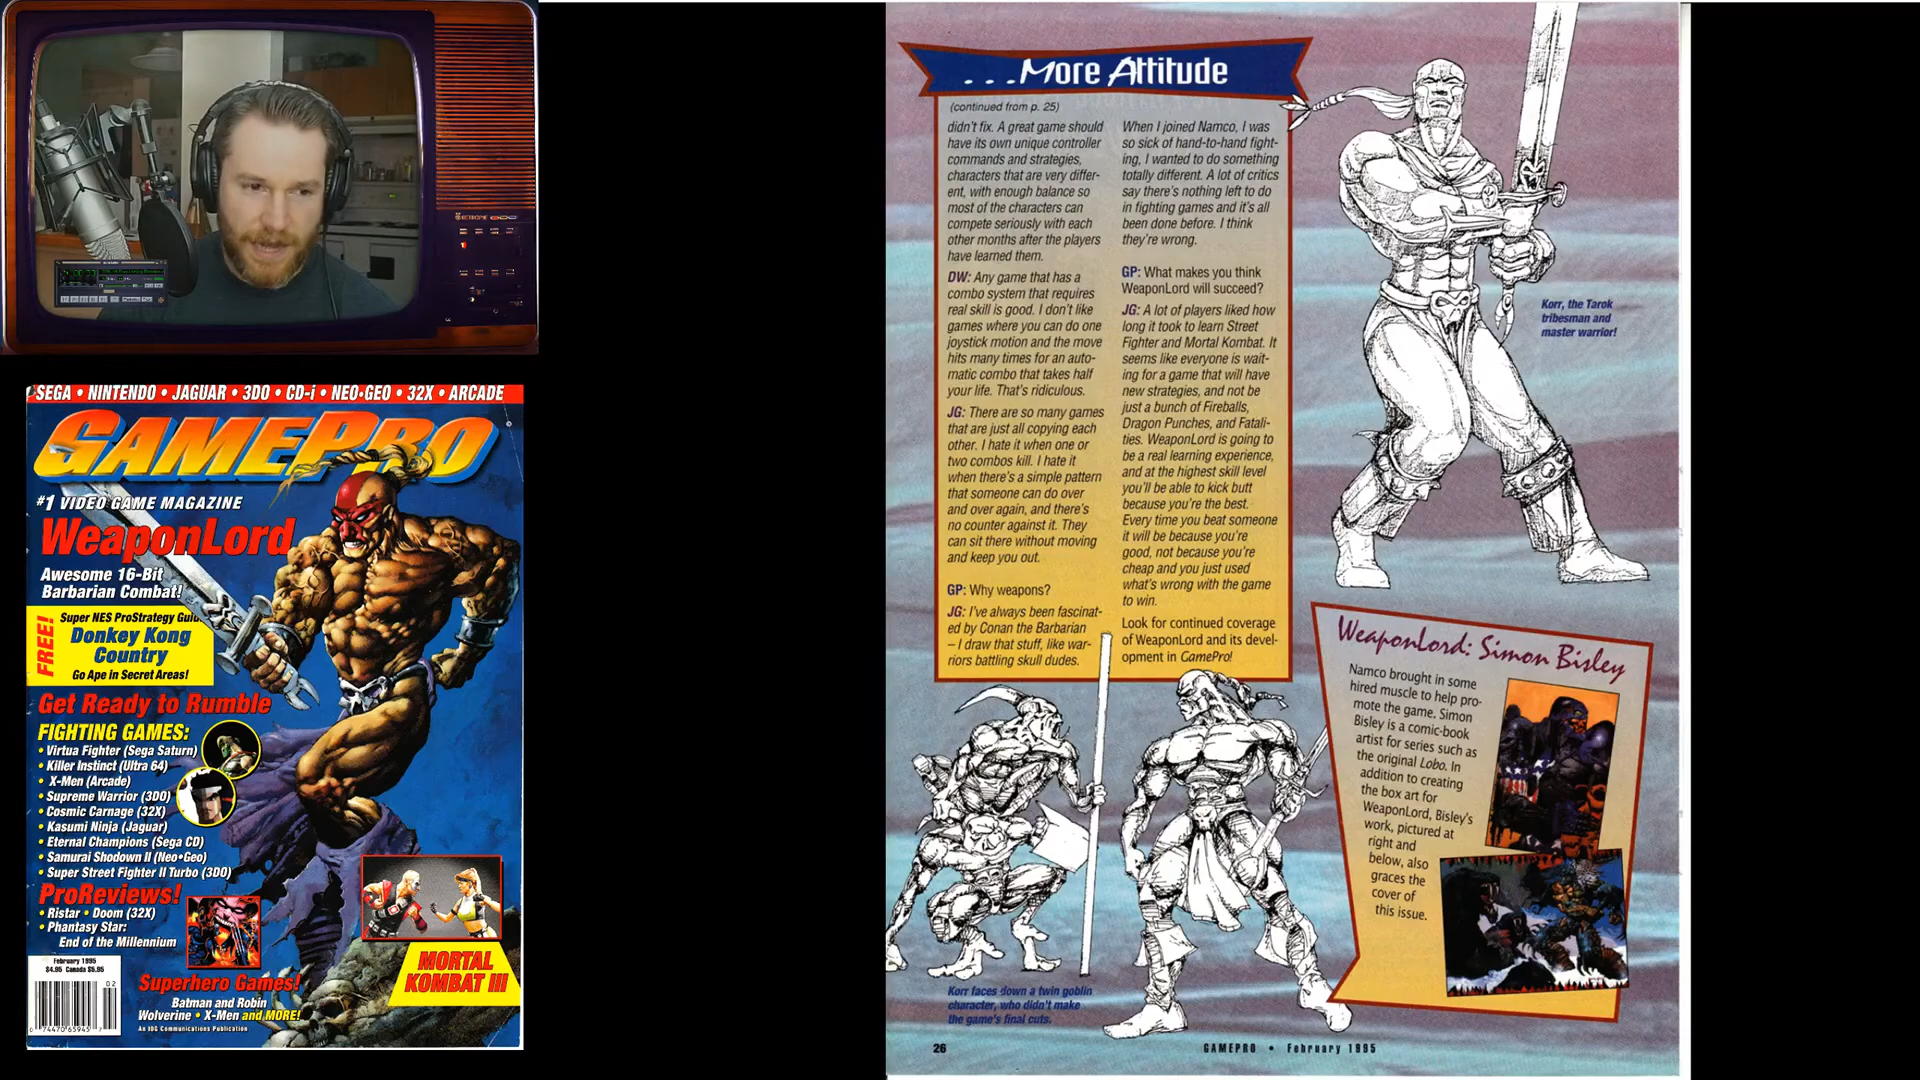 SEGA • NINTENDO • JAGUAR • 3DO • CD-i • NEO•GEO • 32X • ARCADE
GAMEPRO
#1 VIDEO GAME MAGAZINE
WeaponLord
Awesome 16-Bit
Barbarian Combat!
FREE!
Super NES ProStrategy Guide
Donkey Kong
Country
Go Ape in Secret Areas!
Get Ready to Rumble
FIGHTING GAMES:
• Virtua Fighter (Sega Saturn)
• Killer Instinct (Ultra 64)
• X-Men (Arcade)
• Supreme Warrior (3DO)
• Cosmic Carnage (32X)
• Kasumi Ninja (Jaguar)
• Eternal Champions (Sega CD)
• Samurai Shodown II (Neo•Geo)
• Super Street Fighter II Turbo (3DO)
ProReviews!
• Ristar • Doom (32X)
• Phantasy Star:
End of the Millennium
MORTAL
KOMBAT III
February 1995
$4.95 Canada $5.95
02
Superhero Games!
Batman and Robin
Wolverine • X-Men and MORE!
An IDG Communications Publication
...More Attitude
(continued from p. 25)
didn't fix. A great game should
have its own unique controller
commands and strategies,
characters that are very differ-
ent, with enough balance so
most of the characters can
compete seriously with each
other months after the players
have learned them.
DW: Any game that has a
combo system that requires
real skill is good. I don't like
games where you can do one
joystick motion and the move
hits many times for an auto-
matic combo that takes half
your life. That's ridiculous.
JG: There are so many games
that are just all copying each
other. I hate it when one or
two combos kill. I hate it
when there's a simple pattern
that someone can do over
and over again, and there's
no counter against it. They
can sit there without moving
and keep you out.
GP: Why weapons?
JG: I've always been fascinat-
ed by Conan the Barbarian
– I draw that stuff, like war-
riors battling skull dudes.
When I joined Namco, I was
so sick of hand-to-hand fight-
ing, I wanted to do something
totally different. A lot of critics
say there's nothing left to do
in fighting games and it's all
been done before. I think
they're wrong.
GP: What makes you think
WeaponLord will succeed?
JG: A lot of players liked how
long it took to learn Street
Fighter and Mortal Kombat. It
seems like everyone is wait-
ing for a game that will have
new strategies, and not be
just a bunch of Fireballs,
Dragon Punches, and Fatali-
ties. WeaponLord is going to
be a real learning experience,
and at the highest skill level
you'll be able to kick butt
because you're the best.
Every time you beat someone
it will be because you're
good, not because you're
cheap and you just used
what's wrong with the game
to win.
Look for continued coverage
of WeaponLord and its devel-
opment in GamePro!
Korr, the Tarok
tribesman and
master warrior!
WeaponLord: Simon Bisley
Namco brought in some
hired muscle to help pro-
mote the game. Simon
Bisley is a comic-book
artist for series such as
the original Lobo. In
addition to creating
the box art for
WeaponLord, Bisley's
work, pictured at
right and
below, also
graces the
cover of
this issue.
Korr faces down a twin goblin
character, who didn't make
the game's final cuts.
26
GAMEPRO • February 1995